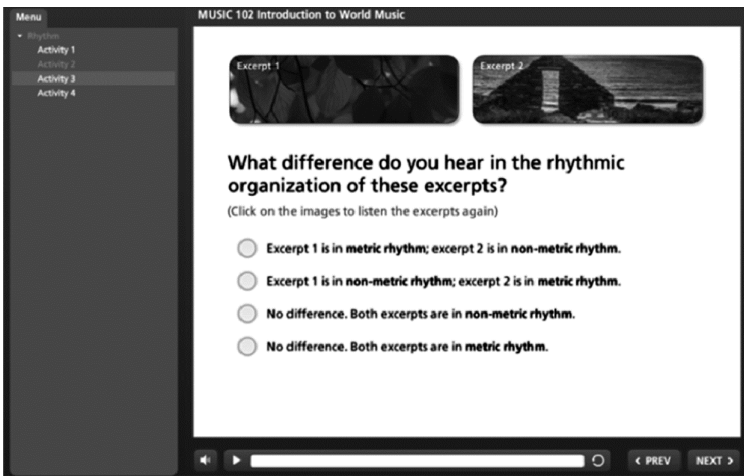 Menu
MUSIC 102 Introduction to World Music
Rhythm
Activity 1
Activity 2
Activity 3
Activity 4
Excerpt 1
Excerpt 2
What difference do you hear in the rhythmic
organization of these excerpts?
(Click on the images to listen the excerpts again)
Excerpt 1 is in metric rhythm; excerpt 2 is in non-metric rhythm.
Excerpt 1 is in non-metric rhythm; excerpt 2 is in metric rhythm.
No difference. Both excerpts are in non-metric rhythm.
No difference. Both excerpts are in metric rhythm.
< PREV
NEXT >